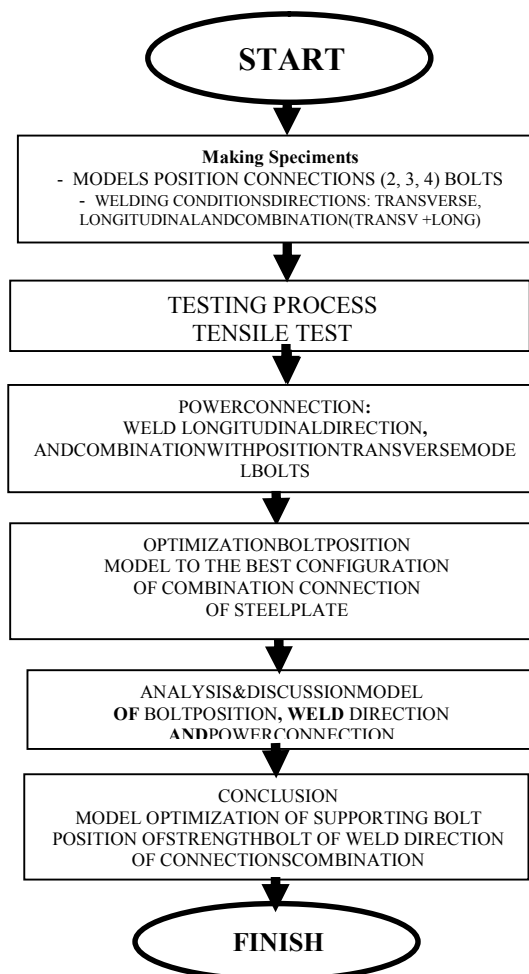 START
Making Speciments
- MODELS POSITION CONNECTIONS (2, 3, 4) BOLTS
- WELDING CONDITIONSDIRECTIONS: TRANSVERSE,
LONGITUDINALANDCOMBINATION(TRANSV +LONG)
TESTING PROCESS
TENSILE TEST
POWERCONNECTION:
WELD LONGITUDINALDIRECTION,
ANDCOMBINATIONWITHPOSITIONTRANSVERSEMODE
LBOLTS
OPTIMIZATIONBOLTPOSITION
MODEL TO THE BEST CONFIGURATION
OF COMBINATION CONNECTION
OF STEELPLATE
ANALYSIS&DISCUSSIONMODEL
OF BOLTPOSITION, WELD DIRECTION
ANDPOWERCONNECTION
CONCLUSION
MODEL OPTIMIZATION OF SUPPORTING BOLT
POSITION OFSTRENGTHBOLT OF WELD DIRECTION
OF CONNECTIONSCOMBINATION
FINISH